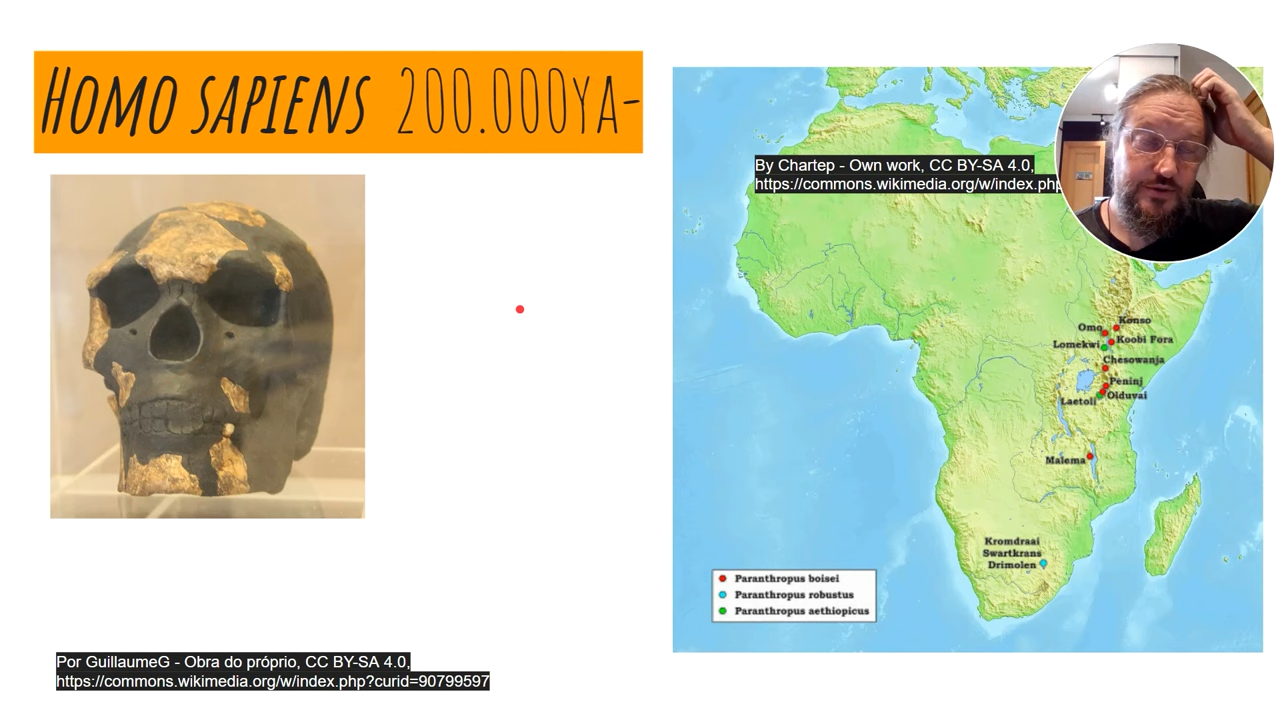 Homo sapiens 200.000ya-
By Chartep - Own work, CC BY-SA 4.0,
https://commons.wikimedia.org/w/index.php
Konso
Omo
Koobi Fora
Lomekwi
Chesowanja
Peninj
Olduvai
Laetoli
Malema
Kromdraai
Swartkrans
Drimolen
Paranthropus boisei
Paranthropus robustus
Paranthropus aethiopicus
Por GuillaumeG - Obra do próprio, CC BY-SA 4.0,
https://commons.wikimedia.org/w/index.php?curid=90799597